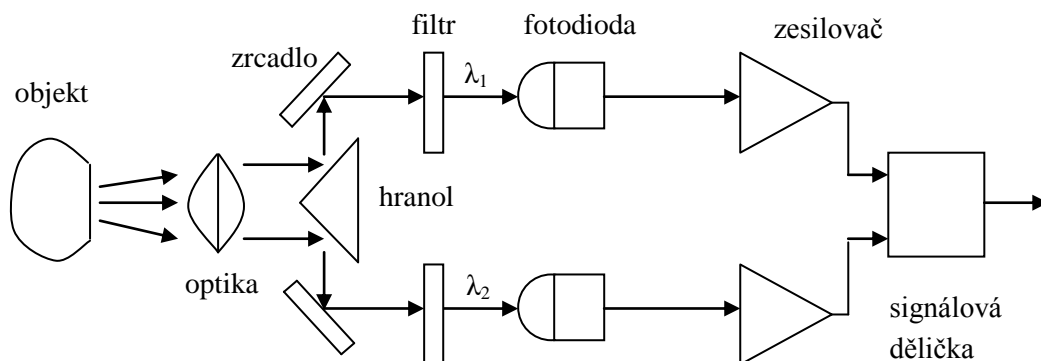 objekt
zrcadlo
filtr
fotodioda
zesilovač
λ₁
hranol
optika
λ₂
signálová
dělička